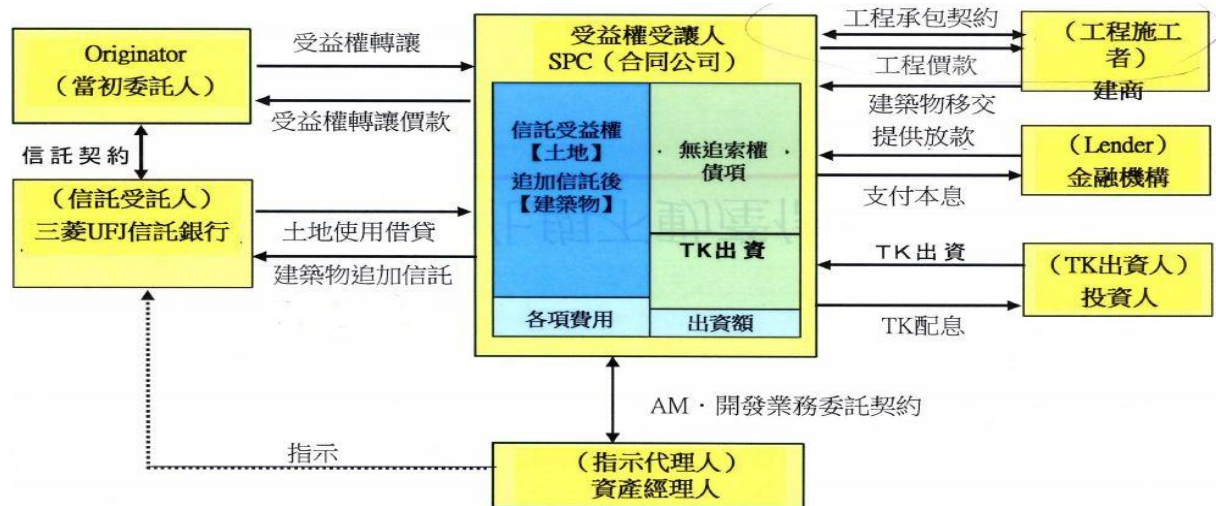 Originator
(當初委託人)
受益權轉讓
受益權轉讓價款
信託契約
(信託受託人)
三菱UFJ信託銀行
土地使用借貸
建築物追加信託
受益權受讓人
SPC(合同公司)
信託受益權
【土地】
追加信託後
【建築物】
各項費用
無追索權
債項
TK出資
出資額
工程承包契約
工程價款
建築物移交
(工程施工
者)
建商
提供放款
支付本息
(Lender)
金融機構
TK出資
TK配息
(TK出資人)
投資人
AM・開發業務委託契約
指示
(指示代理人)
資產經理人